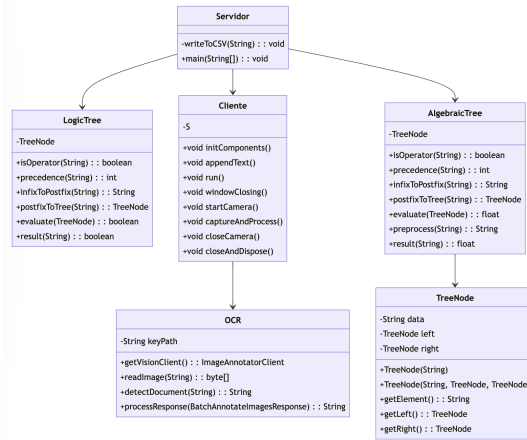 Servidor
-writeToCSV(String) : : void
+main(String[]) : : void
LogicTree
-TreeNode
+isOperator(String) : : boolean
+precedence(String) : : int
+infixToPostfix(String) : : String
+postfixToTree(String) : : TreeNode
+evaluate(TreeNode) : : boolean
+result(String) : : boolean
Cliente
-S
+void initComponents()
+void appendText()
+void run()
+void windowClosing()
+void startCamera()
+void captureAndProcess()
+void closeCamera()
+void closeAndDispose()
AlgebraicTree
-TreeNode
+isOperator(String) : : boolean
+precedence(String) : : int
+infixToPostfix(String) : : String
+postfixToTree(String) : : TreeNode
+evaluate(TreeNode) : : float
+preprocess(String) : : String
+result(String) : : float
OCR
-String keyPath
+getVisionClient() : : ImageAnnotatorClient
+readImage(String) : : byte[]
+detectDocument(String) : : String
+processResponse(BatchAnnotateImagesResponse) : : String
TreeNode
-String data
-TreeNode left
-TreeNode right
+TreeNode(String)
+TreeNode(String, TreeNode, TreeNode
+getElement() : : String
+getLeft() : : TreeNode
+getRight() : : TreeNode